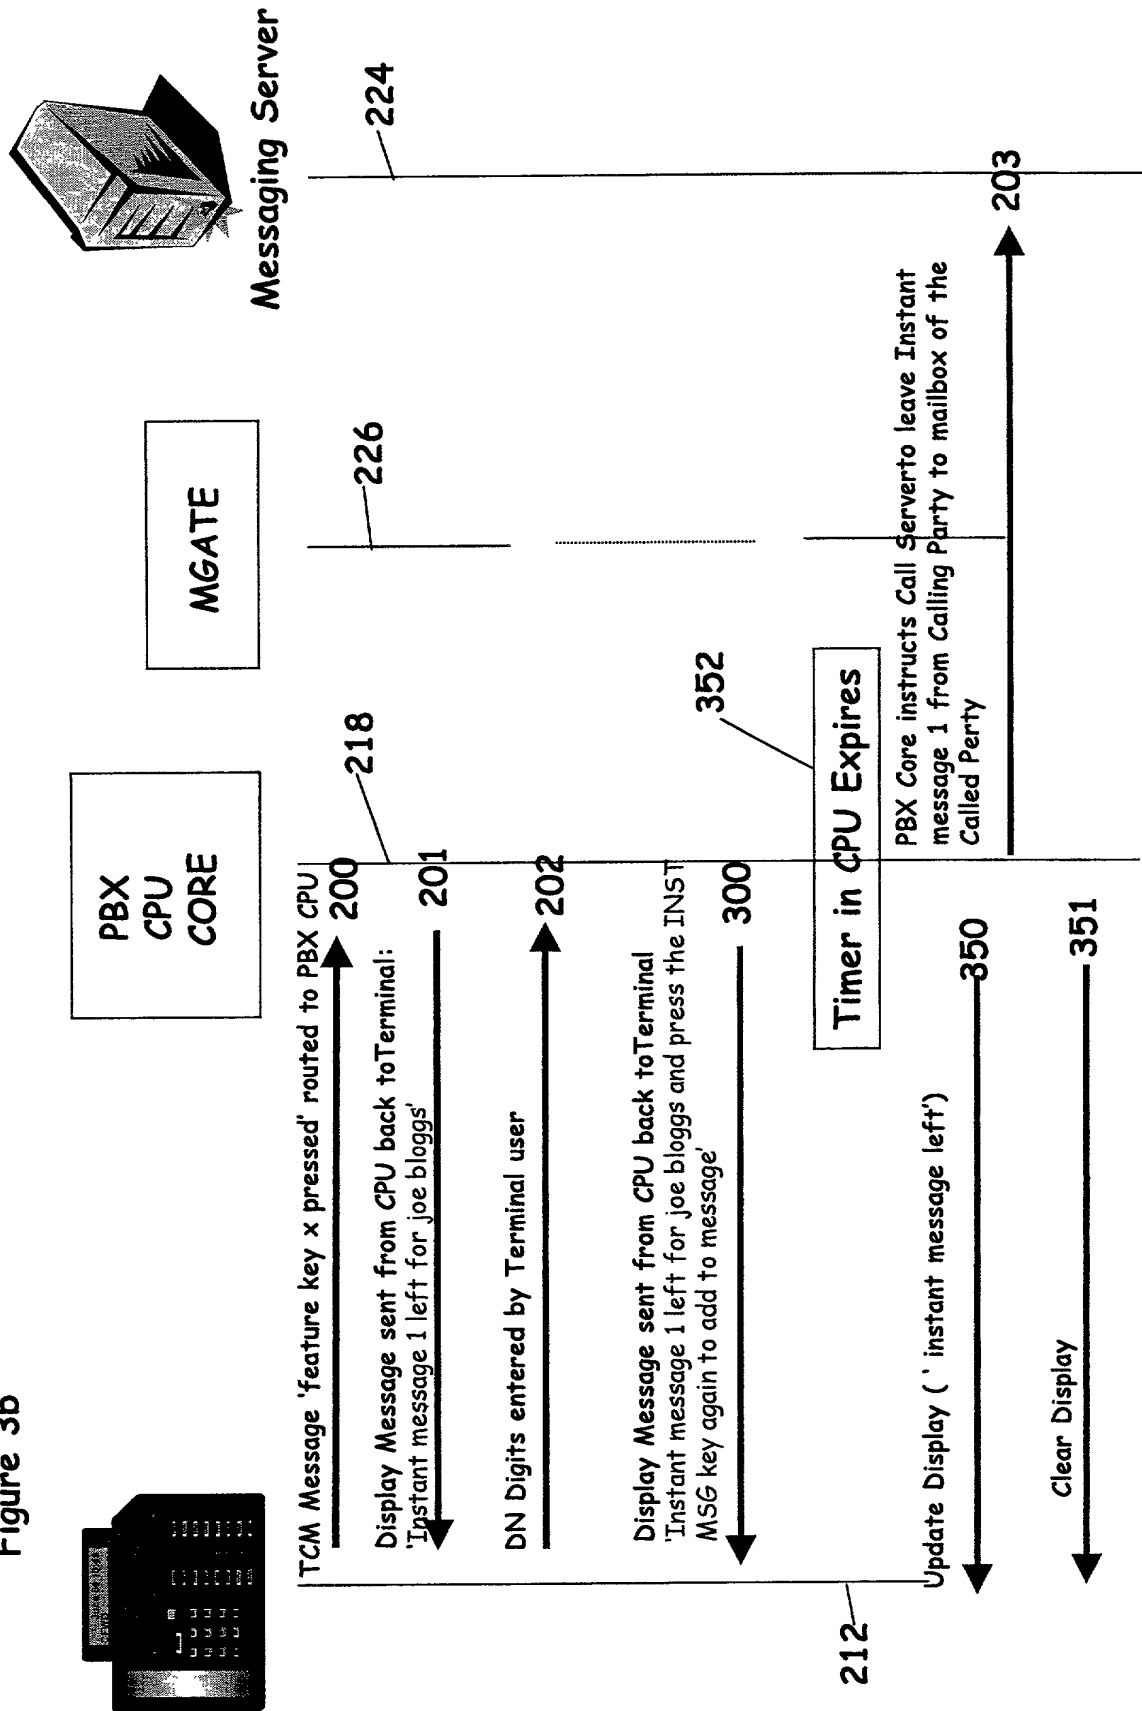 Figure 3b
PBX
CPU
CORE
MGATE
Messaging Server
218
226
224
TCM Message 'feature key x pressed' routed to PBX CPU
200
Display Message sent from CPU back toTerminal:
'Instant message 1 left for joe bloggs'
201
DN Digits entered by Terminal user
202
Display Message sent from CPU back toTerminal
'Instant message 1 left for joe bloggs and press the INST
MSG key again to add to message'
300
352
Timer in CPU Expires
212
PBX Core instructs Call Serverto leave Instant
message 1 from Calling Party to mailbox of the
Called Perty
203
Update Display ( ' instant message left')
350
Clear Display
351